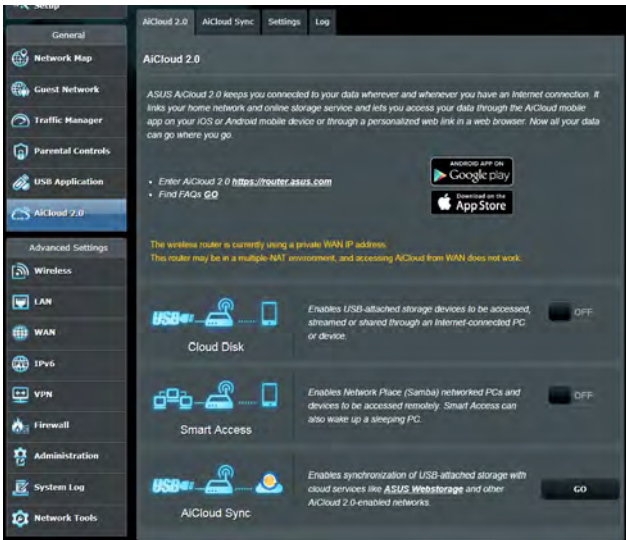 Setup
AiCloud 2.0 AiCloud Sync Settings Log
General
Network Map
Guest Network
Traffic Manager
Parental Controls
USB Application
AiCloud 2.0
Advanced Settings
Wireless
LAN
WAN
IPv6
VPN
Firewall
Administration
System Log
Network Tools
AiCloud 2.0
ASUS AiCloud 2.0 keeps you connected to your data wherever and whenever you have an Internet connection. It
links your home network and online storage service and lets you access your data through the AiCloud mobile
app on your iOS or Android mobile device or through a personalized web link in a web browser. Now all your data
can go where you go.
• Enter AiCloud 2.0 https://router.asus.com
• Find FAQs GO
ANDROID APP ON
Google play
Download on the
App Store
The wireless router is currently using a private WAN IP address.
This router may be in a multiple-NAT environment, and accessing AiCloud from WAN does not work.
USB
Cloud Disk
Enables USB-attached storage devices to be accessed,
streamed or shared through an Internet-connected PC
or device.
OFF
Smart Access
Enables Network Place (Samba) networked PCs and
devices to be accessed remotely. Smart Access can
also wake up a sleeping PC.
OFF
USB
AiCloud Sync
Enables synchronization of USB-attached storage with
cloud services like ASUS Webstorage and other
AiCloud 2.0-enabled networks.
GO